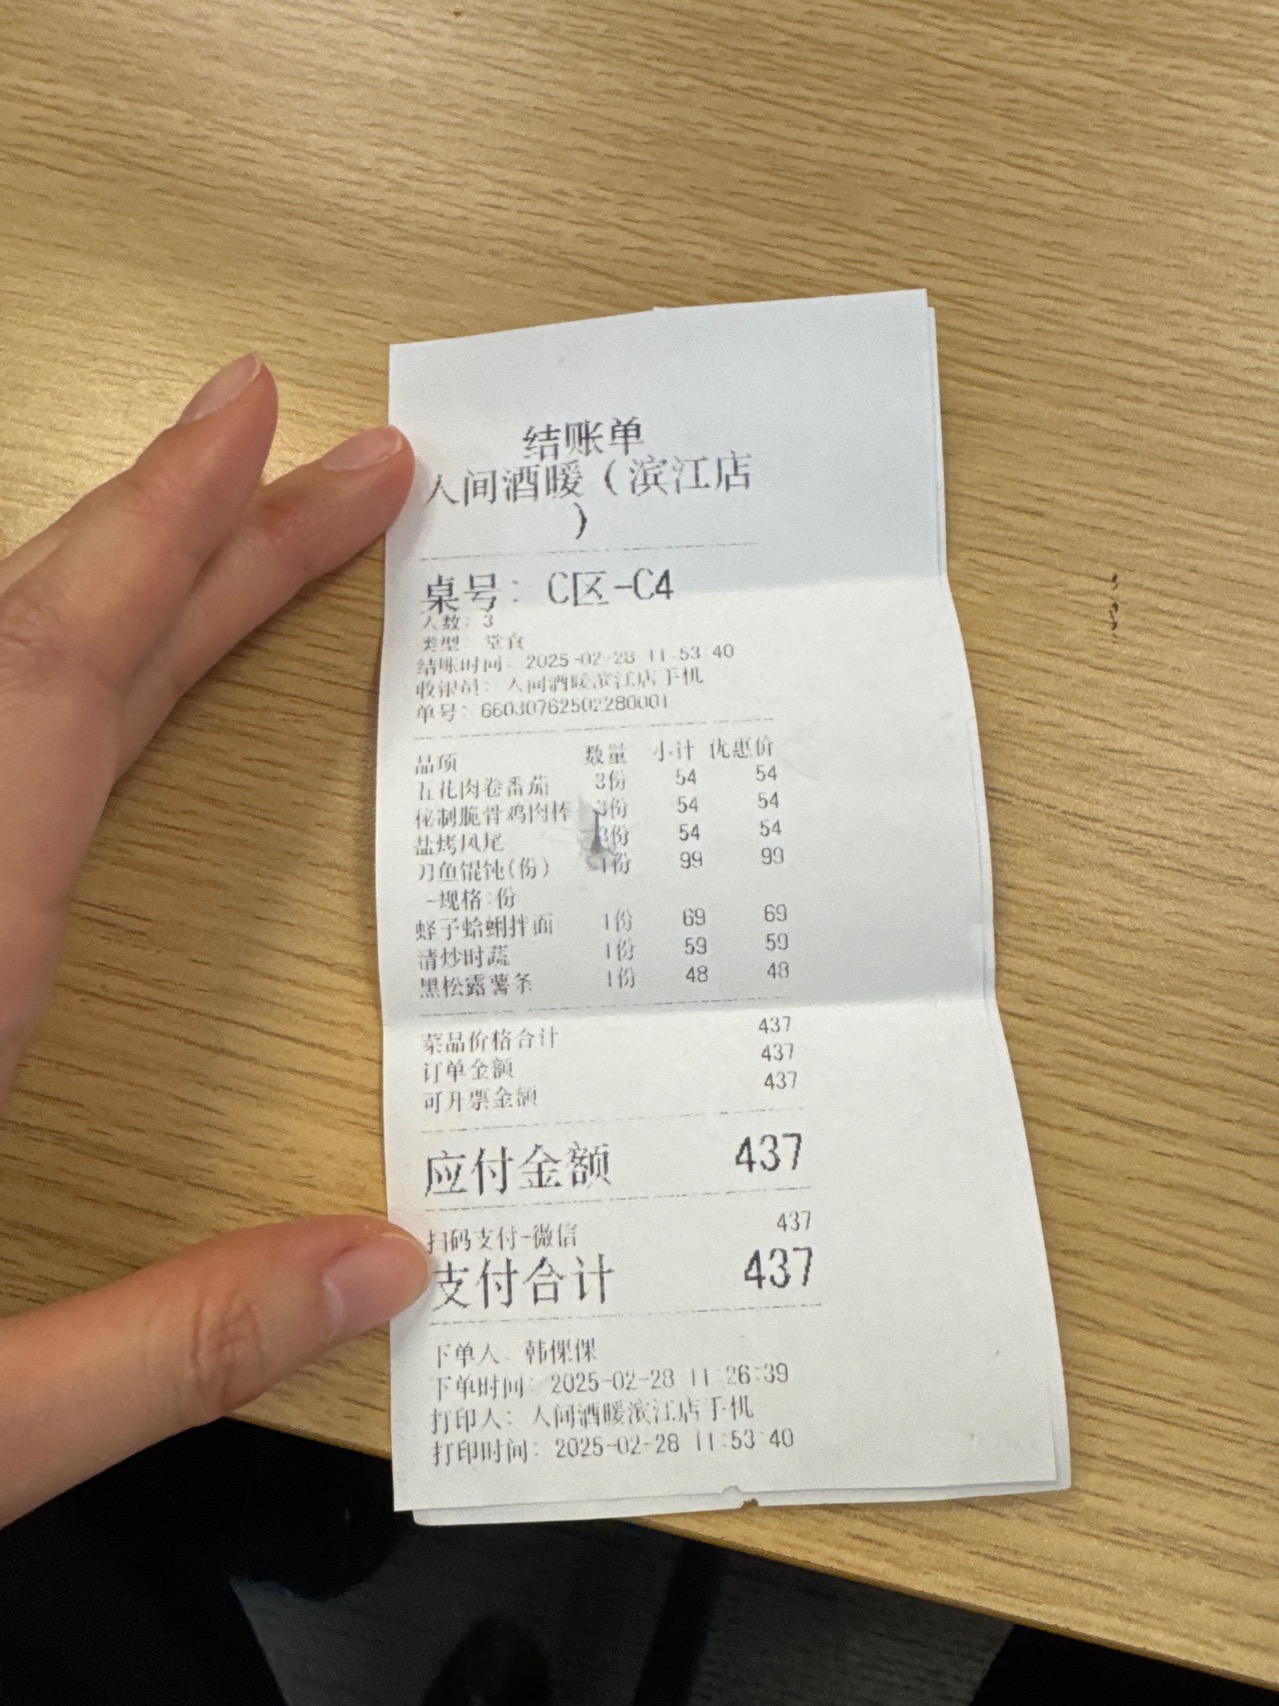 结账单
人间酒暖（滨江店
）
桌号：C区-C4
人数：3
类型：堂食
结账时间：2025-02-28 11:53:40
收银员：人间酒暖滨江店手机
单号：66030762502280001
品项 数量 小计 优惠价
五花肉卷番茄 3份 54 54
秘制脆骨鸡肉棒 3份 54 54
盐烤凤尾 3份 54 54
刀鱼馄饨(份) 1份 99 99
-规格:份
蛏子蛤蜊拌面 1份 69 69
清炒时蔬 1份 59 59
黑松露薯条 1份 48 48
菜品价格合计 437
订单金额 437
可开票金额 437
应付金额 437
扫码支付-微信 437
支付合计 437
下单人：韩倮倮
下单时间：2025-02-28 11:26:39
打印人：人间酒暖滨江店手机
打印时间：2025-02-28 11:53:40